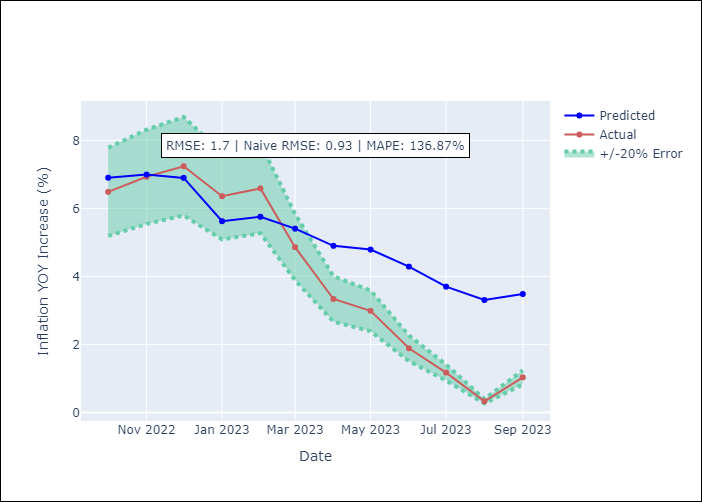 RMSE: 1.7 | Naive RMSE: 0.93 | MAPE: 136.87%
Predicted
Actual
+/-20% Error
Inflation YOY Increase (%)
8
6
4
2
0
Nov 2022
Jan 2023
Mar 2023
May 2023
Jul 2023
Sep 2023
Date